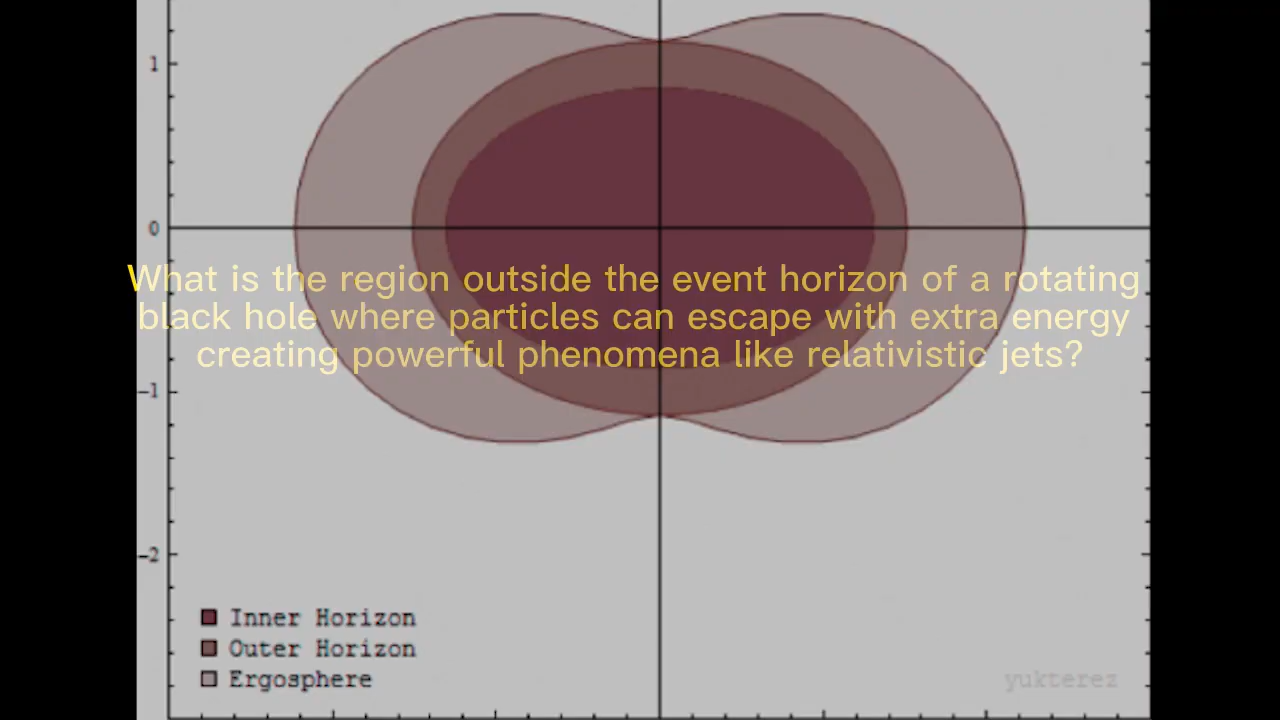 1
0
What is the region outside the event horizon of a rotating
black hole where particles can escape with extra energy
creating powerful phenomena like relativistic jets?
-1
-2
Inner Horizon
Outer Horizon
Ergosphere
yukterez